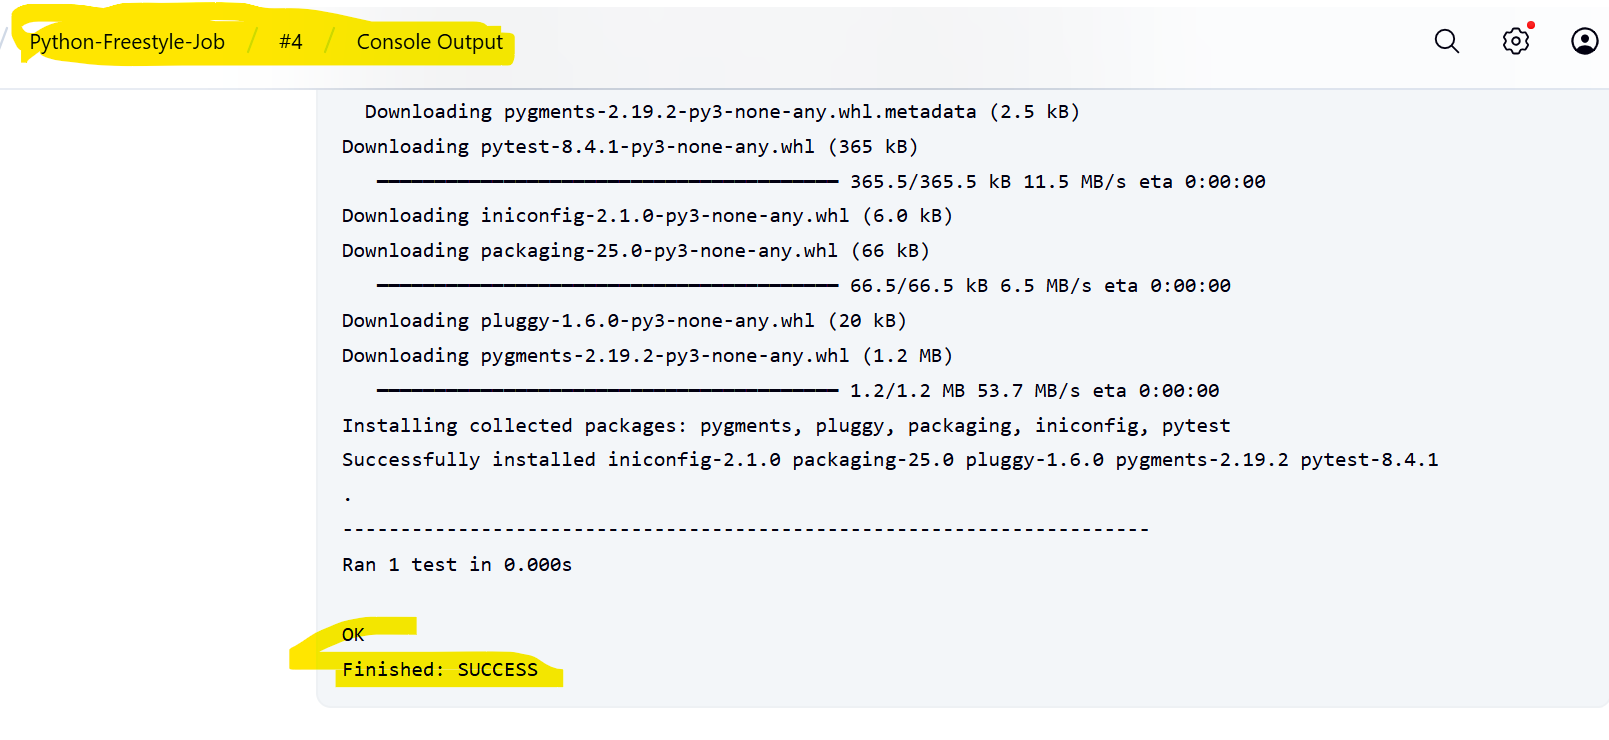 / Python-Freestyle-Job / #4 / Console Output
Downloading pygments-2.19.2-py3-none-any.whl.metadata (2.5 kB)
Downloading pytest-8.4.1-py3-none-any.whl (365 kB)
━━━━━━━━━━━━━━━━━━━━━━━━━━━━━━━━━━━━━━━━ 365.5/365.5 kB 11.5 MB/s eta 0:00:00
Downloading iniconfig-2.1.0-py3-none-any.whl (6.0 kB)
Downloading packaging-25.0-py3-none-any.whl (66 kB)
━━━━━━━━━━━━━━━━━━━━━━━━━━━━━━━━━━━━━━━━ 66.5/66.5 kB 6.5 MB/s eta 0:00:00
Downloading pluggy-1.6.0-py3-none-any.whl (20 kB)
Downloading pygments-2.19.2-py3-none-any.whl (1.2 MB)
━━━━━━━━━━━━━━━━━━━━━━━━━━━━━━━━━━━━━━━━ 1.2/1.2 MB 53.7 MB/s eta 0:00:00
Installing collected packages: pygments, pluggy, packaging, iniconfig, pytest
Successfully installed iniconfig-2.1.0 packaging-25.0 pluggy-1.6.0 pygments-2.19.2 pytest-8.4.1
.
----------------------------------------------------------------------
Ran 1 test in 0.000s
OK
Finished: SUCCESS